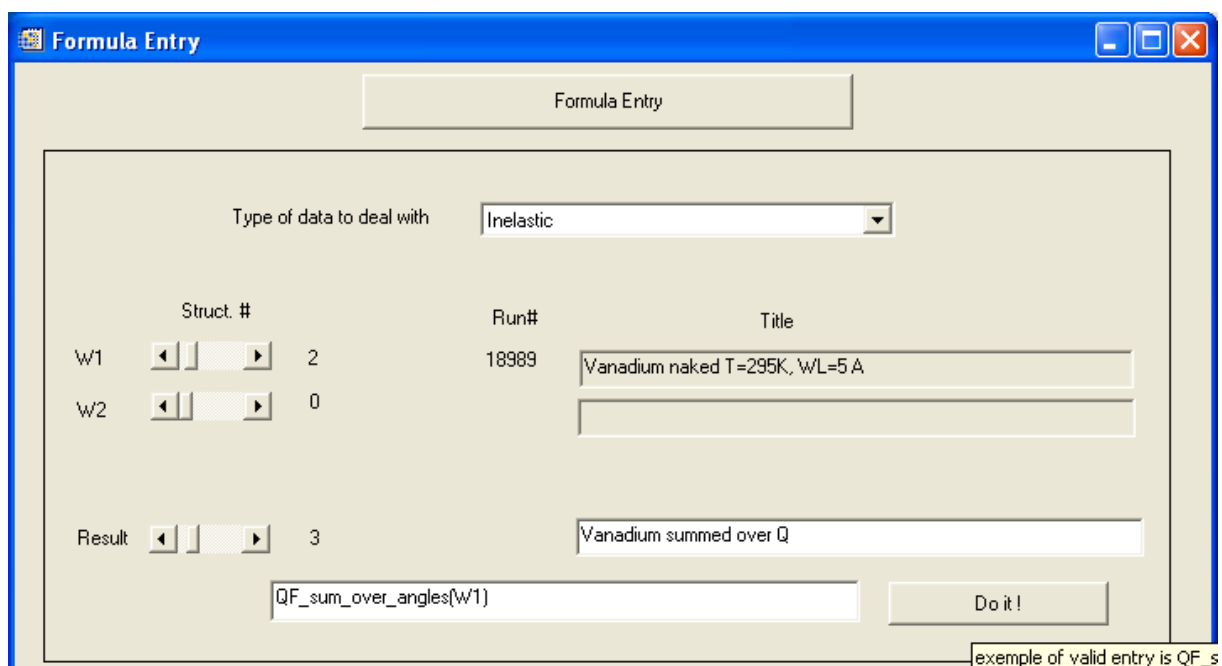 Formula Entry
Formula Entry
Type of data to deal with Inelastic
Struct. # Run# Title
W1 2 18989 Vanadium naked T=295K, WL=5 A
W2 0
Result 3 Vanadium summed over Q
QF_sum_over_angles(W1) Do it !
exemple of valid entry is QF_s